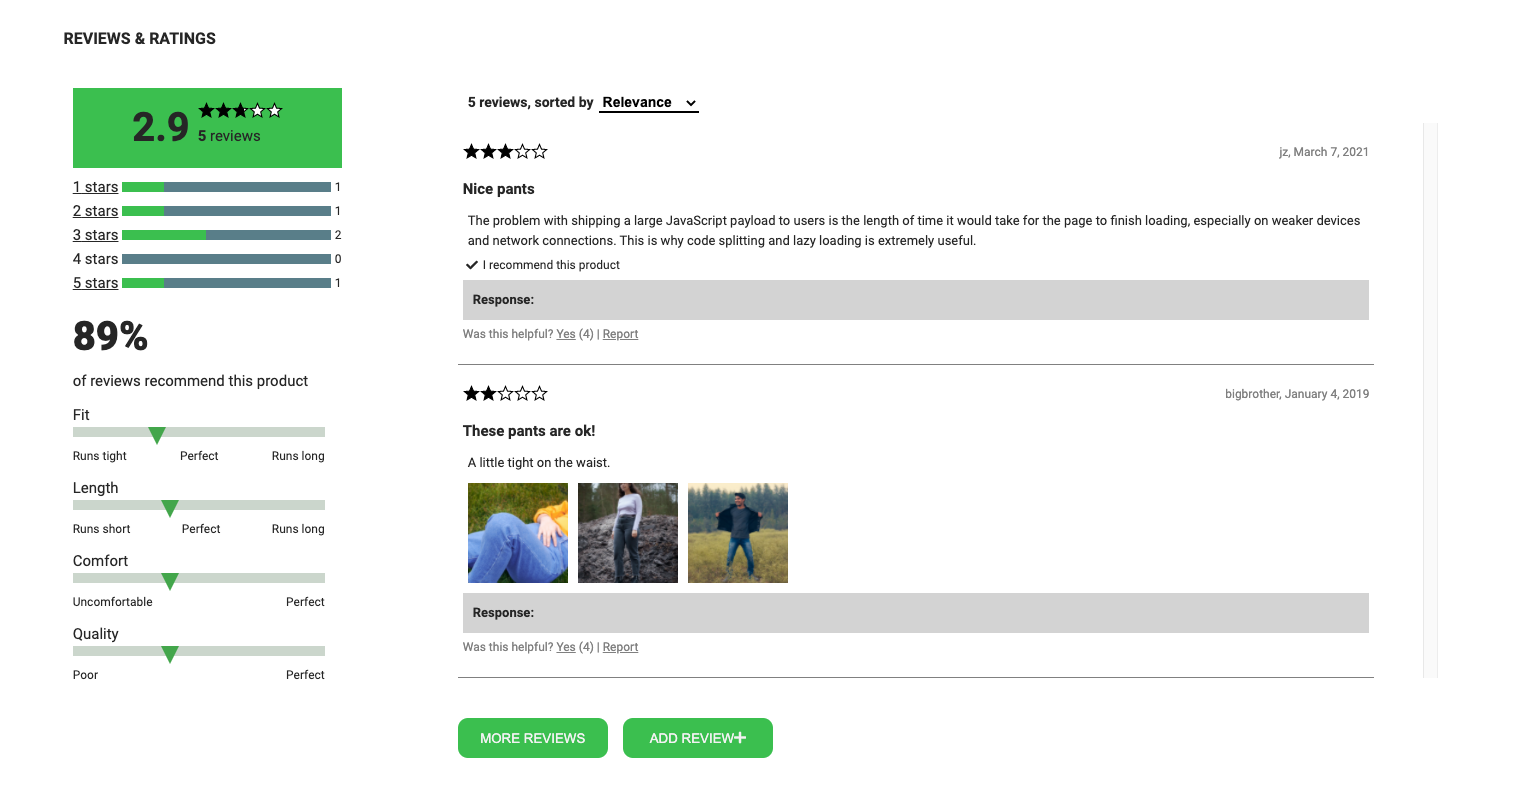 REVIEWS & RATINGS
2.9
5 reviews
1 stars 1
2 stars 1
3 stars 2
4 stars 0
5 stars 1
89%
of reviews recommend this product
Fit
Runs tight Perfect Runs long
Length
Runs short Perfect Runs long
Comfort
Uncomfortable Perfect
Quality
Poor Perfect
5 reviews, sorted by Relevance
jz, March 7, 2021
Nice pants
The problem with shipping a large JavaScript payload to users is the length of time it would take for the page to finish loading, especially on weaker devices
and network connections. This is why code splitting and lazy loading is extremely useful.
I recommend this product
Response:
Was this helpful? Yes (4) | Report
bigbrother, January 4, 2019
These pants are ok!
A little tight on the waist.
Response:
Was this helpful? Yes (4) | Report
MORE REVIEWS
ADD REVIEW+